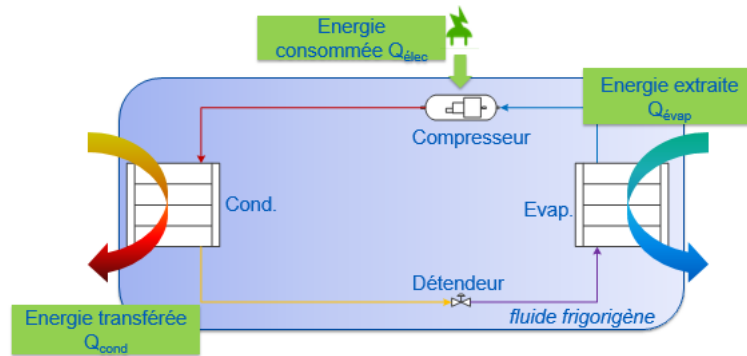 Energie
consommée Qélec
Energie extraite
Qévap
Compresseur
Cond.
Evap.
Détendeur
fluide frigorigène
Energie transférée
Qcond